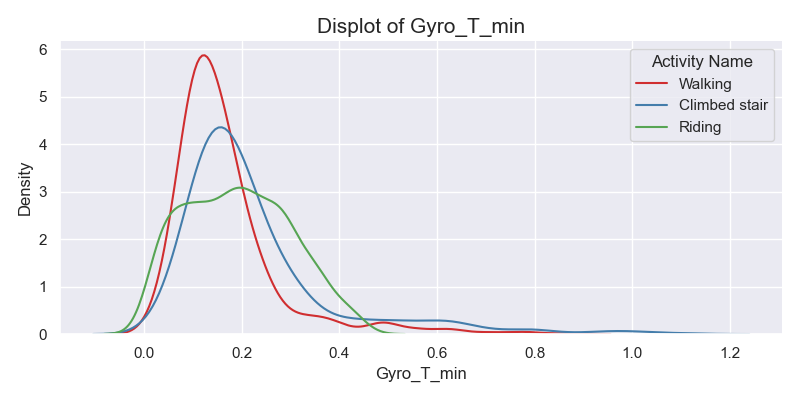 Displot of Gyro_T_min
Activity Name
Walking
Climbed stair
Riding
Density
6
5
4
3
2
1
0
0.0 0.2 0.4 0.6 0.8 1.0 1.2
Gyro_T_min